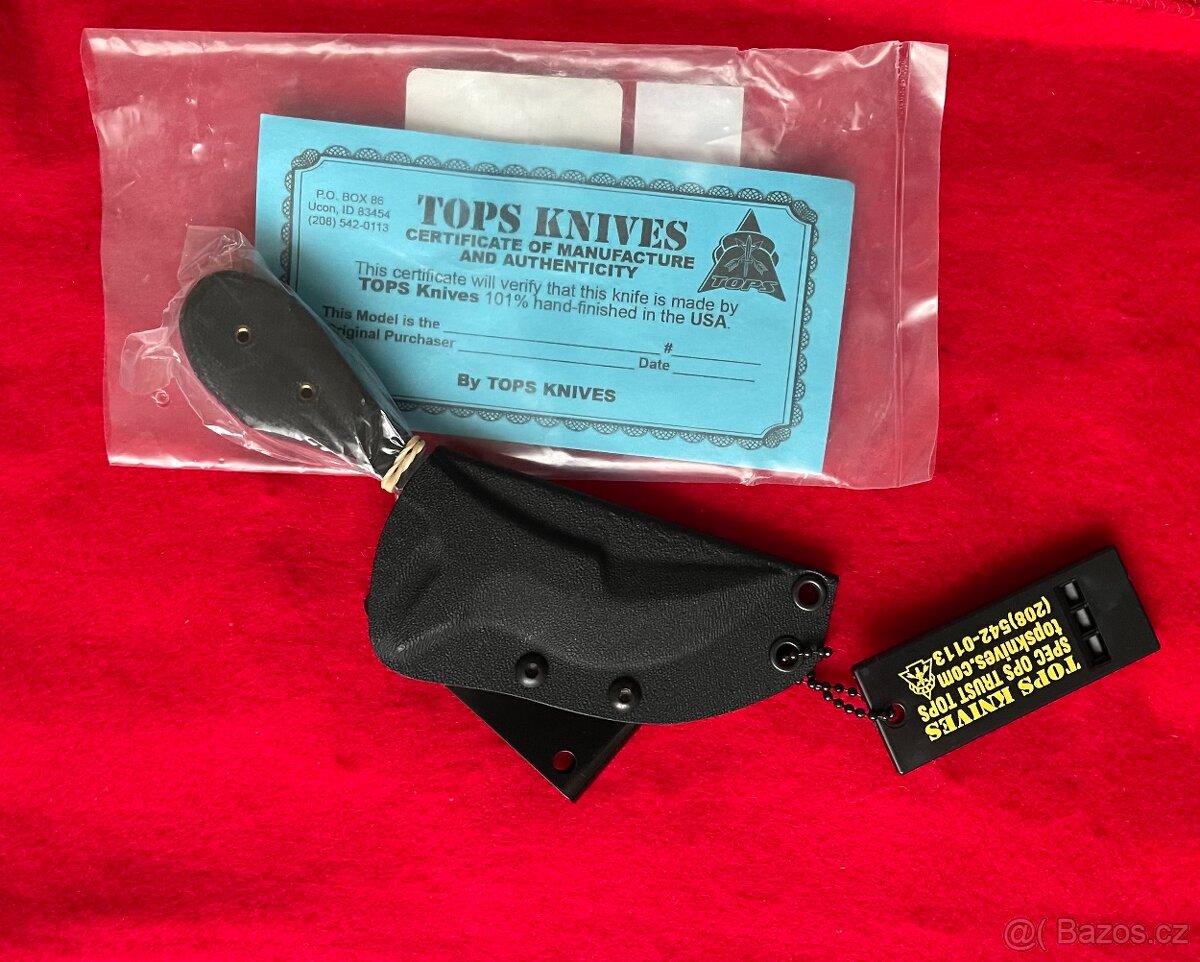 P.O. BOX 86
Ucon, ID 83454
(208) 542-0113
TOPS KNIVES
CERTIFICATE OF MANUFACTURE
AND AUTHENTICITY
TOPS
This certificate will verify that this knife is made by
TOPS Knives 101% hand-finished in the USA.
This Model is the #
Original Purchaser Date
By TOPS KNIVES
TOPS KNIVES
SPEC OPS TRUST TOPS
topsknives.com
(208)542-0113
@( Bazos.cz